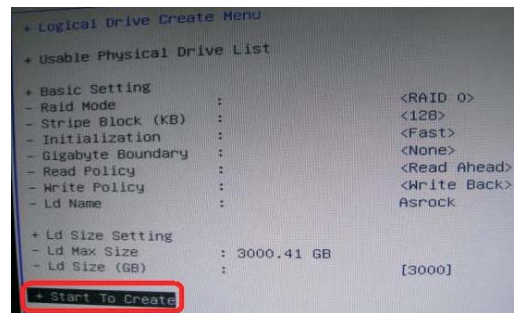 + Logical Drive Create Menu
+ Usable Physical Drive List
+ Basic Setting
- Raid Mode : <RAID 0>
- Stripe Block (KB) : <128>
- Initialization : <Fast>
- Gigabyte Boundary : <None>
- Read Policy : <Read Ahead>
- Write Policy : <Write Back>
- Ld Name : Asrock
+ Ld Size Setting
- Ld Max Size : 3000.41 GB
- Ld Size (GB) : [3000]
+ Start To Create